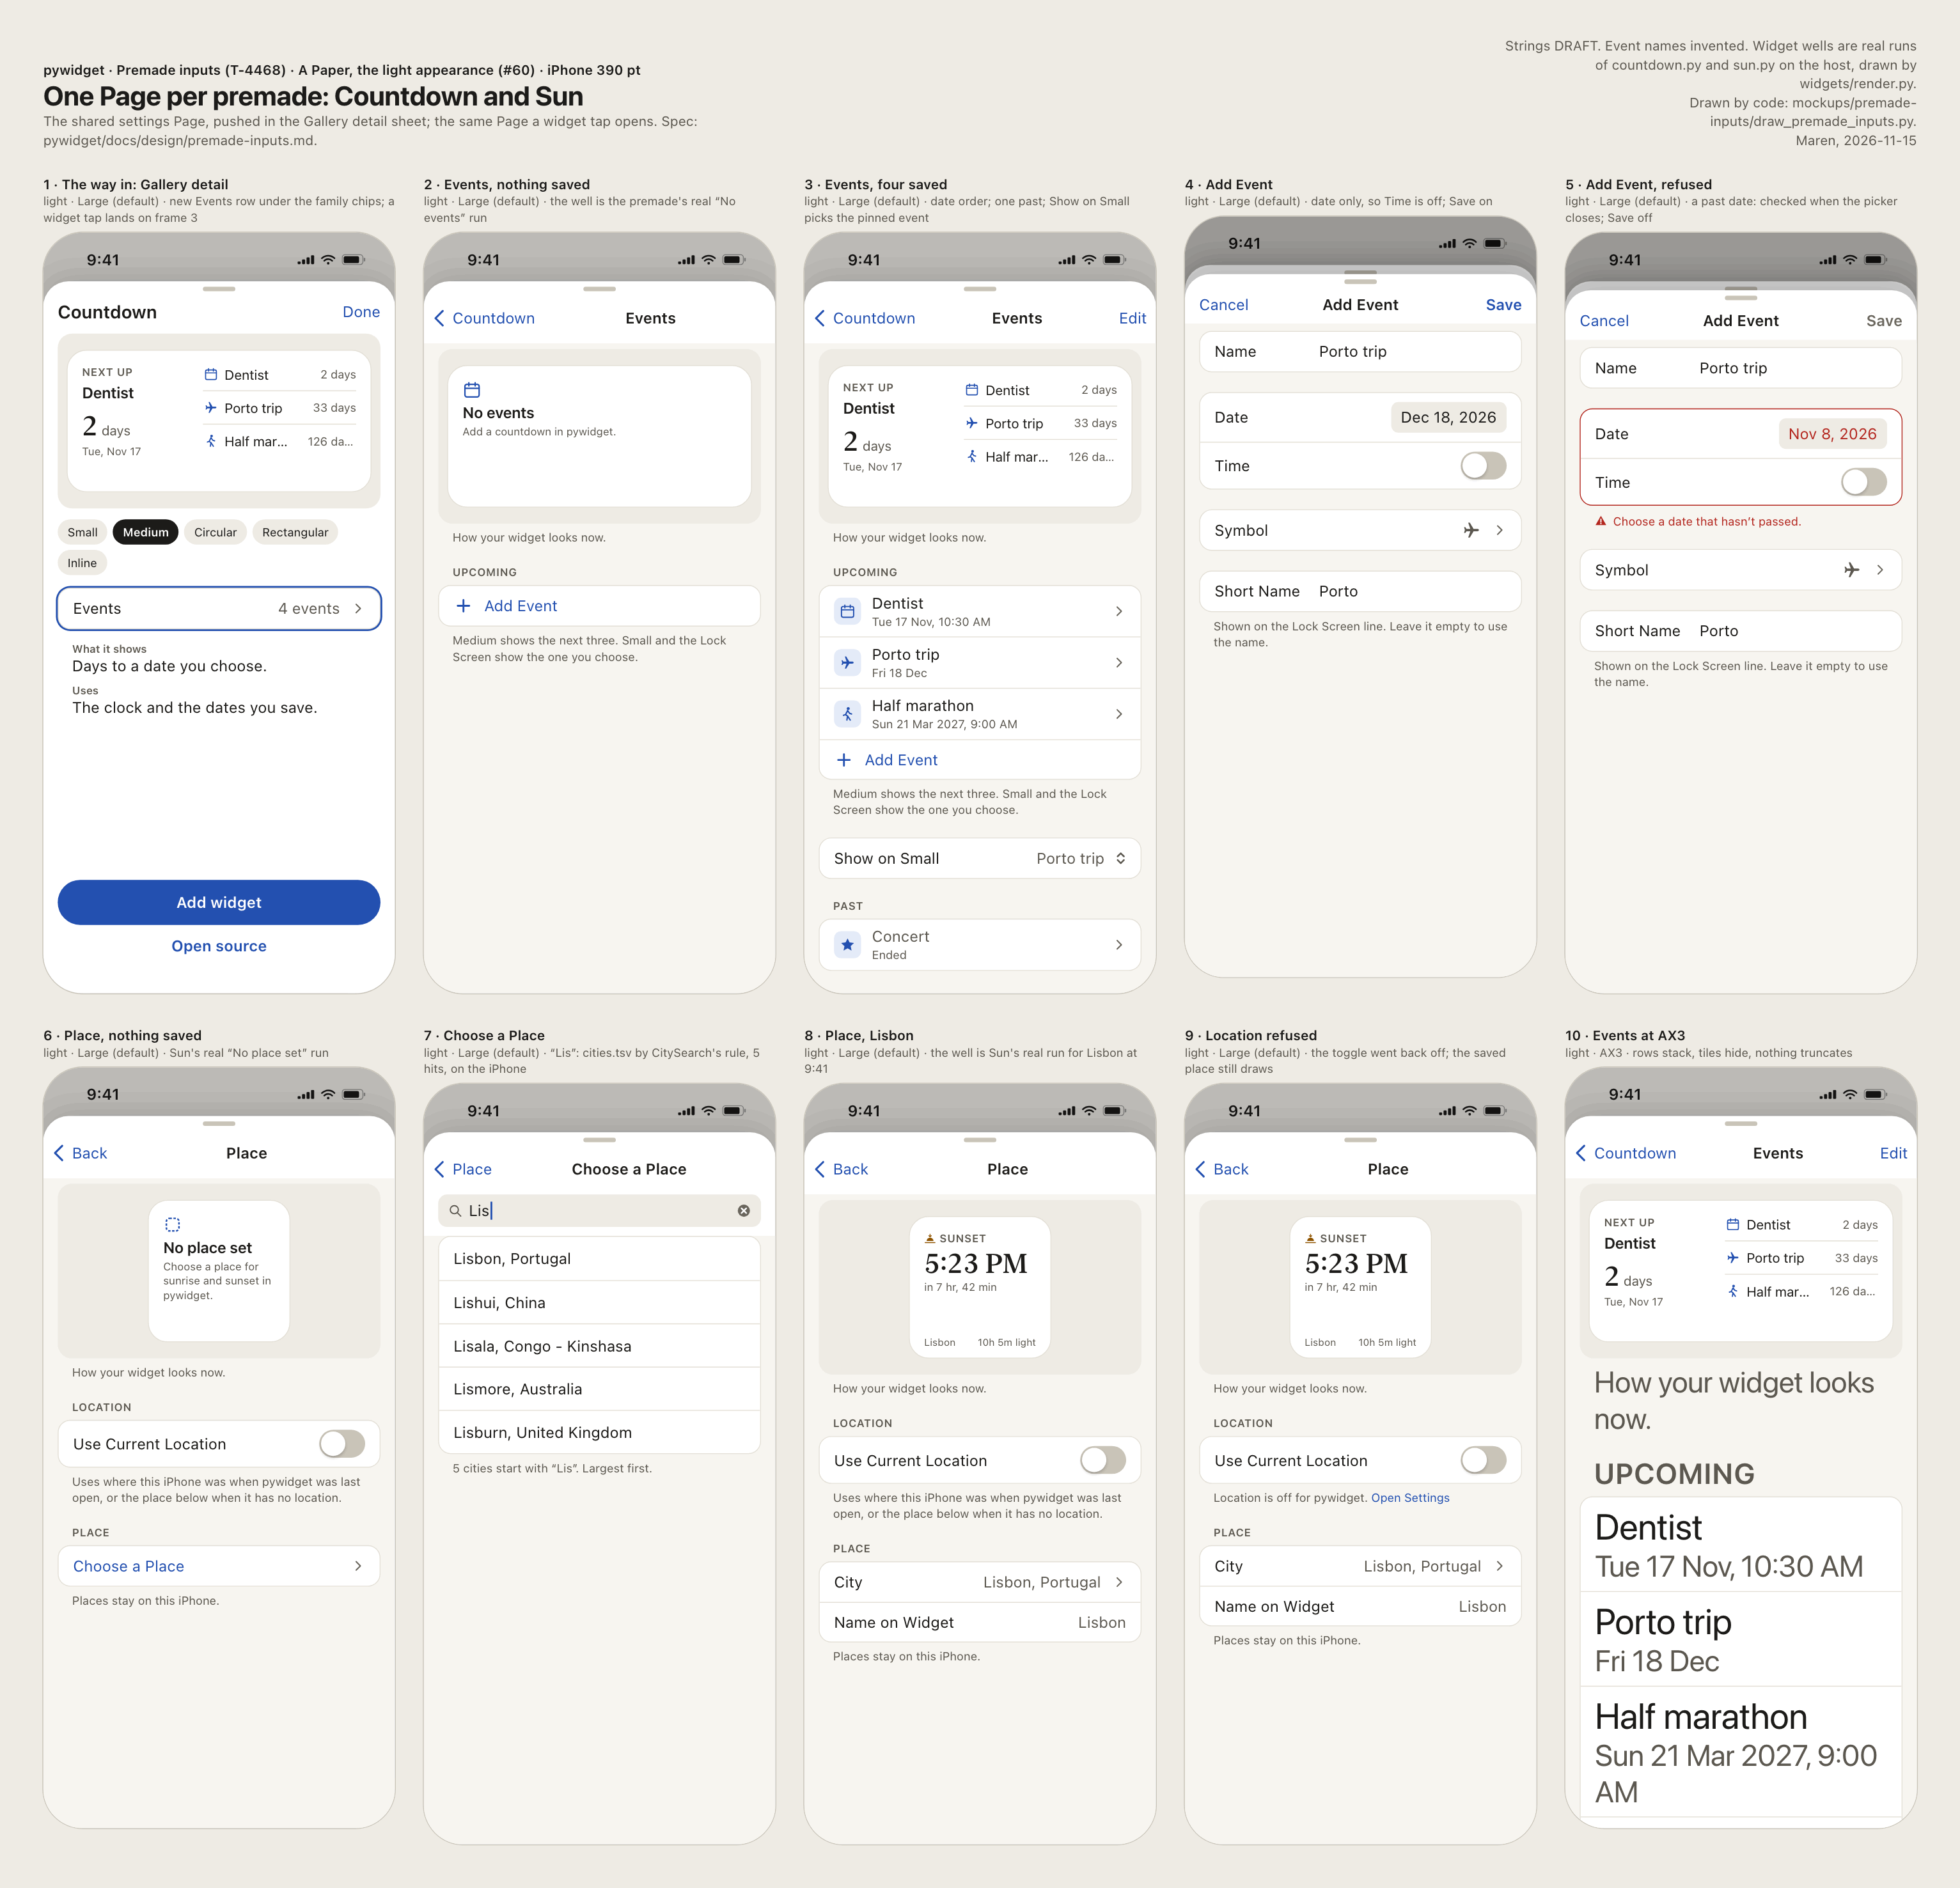 pywidget · Premade inputs (T-4468) · A Paper, the light appearance (#60) · iPhone 390 pt
One Page per premade: Countdown and Sun
The shared settings Page, pushed in the Gallery detail sheet; the same Page a widget tap opens. Spec:
pywidget/docs/design/premade-inputs.md.
Strings DRAFT. Event names invented. Widget wells are real runs
of countdown.py and sun.py on the host, drawn by
widgets/render.py.
Drawn by code: mockups/premade-
inputs/draw_premade_inputs.py.
Maren, 2026-11-15
1 · The way in: Gallery detail
light · Large (default) · new Events row under the family chips; a
widget tap lands on frame 3
9:41
Countdown
Done
NEXT UP
Dentist
2 days
Tue, Nov 17
Dentist 2 days
Porto trip 33 days
Half mar... 126 da...
Small
Medium
Circular
Rectangular
Inline
Events 4 events
What it shows
Days to a date you choose.
Uses
The clock and the dates you save.
Add widget
Open source
2 · Events, nothing saved
light · Large (default) · the well is the premade's real “No
events” run
9:41
Countdown
Events
No events
Add a countdown in pywidget.
How your widget looks now.
UPCOMING
Add Event
Medium shows the next three. Small and the Lock
Screen show the one you choose.
3 · Events, four saved
light · Large (default) · date order; one past; Show on Small
picks the pinned event
9:41
Countdown
Events
Edit
NEXT UP
Dentist
2 days
Tue, Nov 17
Dentist 2 days
Porto trip 33 days
Half mar... 126 da...
How your widget looks now.
UPCOMING
Dentist
Tue 17 Nov, 10:30 AM
Porto trip
Fri 18 Dec
Half marathon
Sun 21 Mar 2027, 9:00 AM
Add Event
Medium shows the next three. Small and the Lock
Screen show the one you choose.
Show on Small Porto trip
PAST
Concert
Ended
4 · Add Event
light · Large (default) · date only, so Time is off; Save on
9:41
Cancel
Add Event
Save
Name Porto trip
Date Dec 18, 2026
Time
Symbol
Short Name Porto
Shown on the Lock Screen line. Leave it empty to use
the name.
5 · Add Event, refused
light · Large (default) · a past date: checked when the picker
closes; Save off
9:41
Cancel
Add Event
Save
Name Porto trip
Date Nov 8, 2026
Time
Choose a date that hasn’t passed.
Symbol
Short Name Porto
Shown on the Lock Screen line. Leave it empty to use
the name.
6 · Place, nothing saved
light · Large (default) · Sun's real “No place set” run
9:41
Back
Place
No place set
Choose a place for
sunrise and sunset in
pywidget.
How your widget looks now.
LOCATION
Use Current Location
Uses where this iPhone was when pywidget was last
open, or the place below when it has no location.
PLACE
Choose a Place
Places stay on this iPhone.
7 · Choose a Place
light · Large (default) · “Lis”: cities.tsv by CitySearch's rule, 5
hits, on the iPhone
9:41
Place
Choose a Place
Lis
Lisbon, Portugal
Lishui, China
Lisala, Congo - Kinshasa
Lismore, Australia
Lisburn, United Kingdom
5 cities start with “Lis”. Largest first.
8 · Place, Lisbon
light · Large (default) · the well is Sun's real run for Lisbon at
9:41
9:41
Back
Place
SUNSET
5:23 PM
in 7 hr, 42 min
Lisbon 10h 5m light
How your widget looks now.
LOCATION
Use Current Location
Uses where this iPhone was when pywidget was last
open, or the place below when it has no location.
PLACE
City Lisbon, Portugal
Name on Widget Lisbon
Places stay on this iPhone.
9 · Location refused
light · Large (default) · the toggle went back off; the saved
place still draws
9:41
Back
Place
SUNSET
5:23 PM
in 7 hr, 42 min
Lisbon 10h 5m light
How your widget looks now.
LOCATION
Use Current Location
Location is off for pywidget. Open Settings
PLACE
City Lisbon, Portugal
Name on Widget Lisbon
Places stay on this iPhone.
10 · Events at AX3
light · AX3 · rows stack, tiles hide, nothing truncates
9:41
Countdown
Events
Edit
NEXT UP
Dentist
2 days
Tue, Nov 17
Dentist 2 days
Porto trip 33 days
Half mar... 126 da...
How your widget looks
now.
UPCOMING
Dentist
Tue 17 Nov, 10:30 AM
Porto trip
Fri 18 Dec
Half marathon
Sun 21 Mar 2027, 9:00
AM